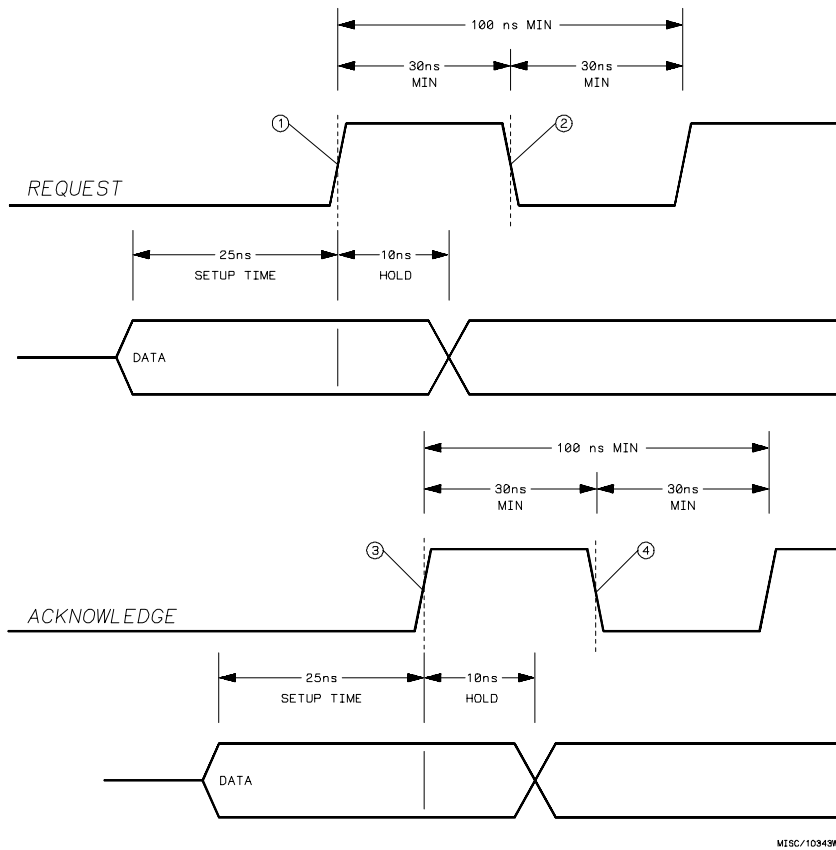 100 ns MIN
30ns
MIN
30ns
MIN
1
2
REQUEST
25ns
SETUP TIME
10ns
HOLD
DATA
100 ns MIN
30ns
MIN
30ns
MIN
3
4
ACKNOWLEDGE
25ns
SETUP TIME
10ns
HOLD
DATA
MISC/10343W